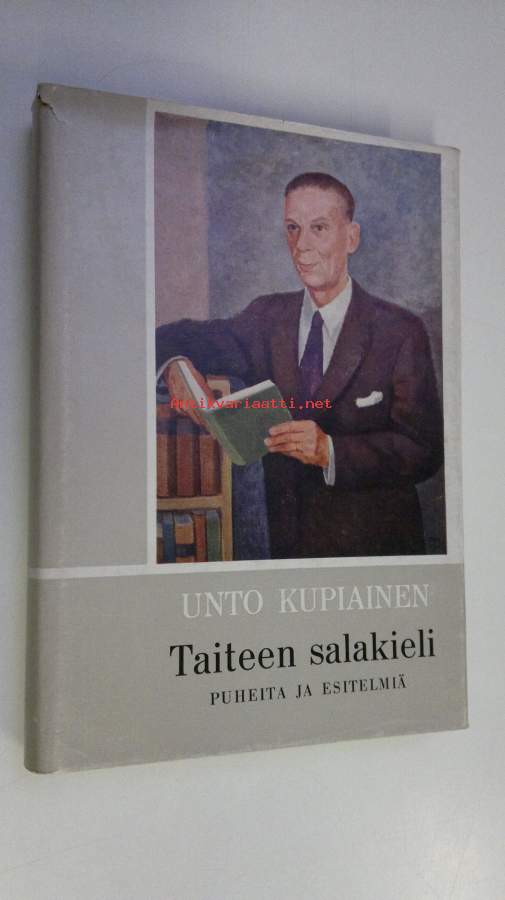 Antikvariaatti.net
UNTO KUPIAINEN
Taiteen salakieli
PUHEITA JA ESITELMIÄ